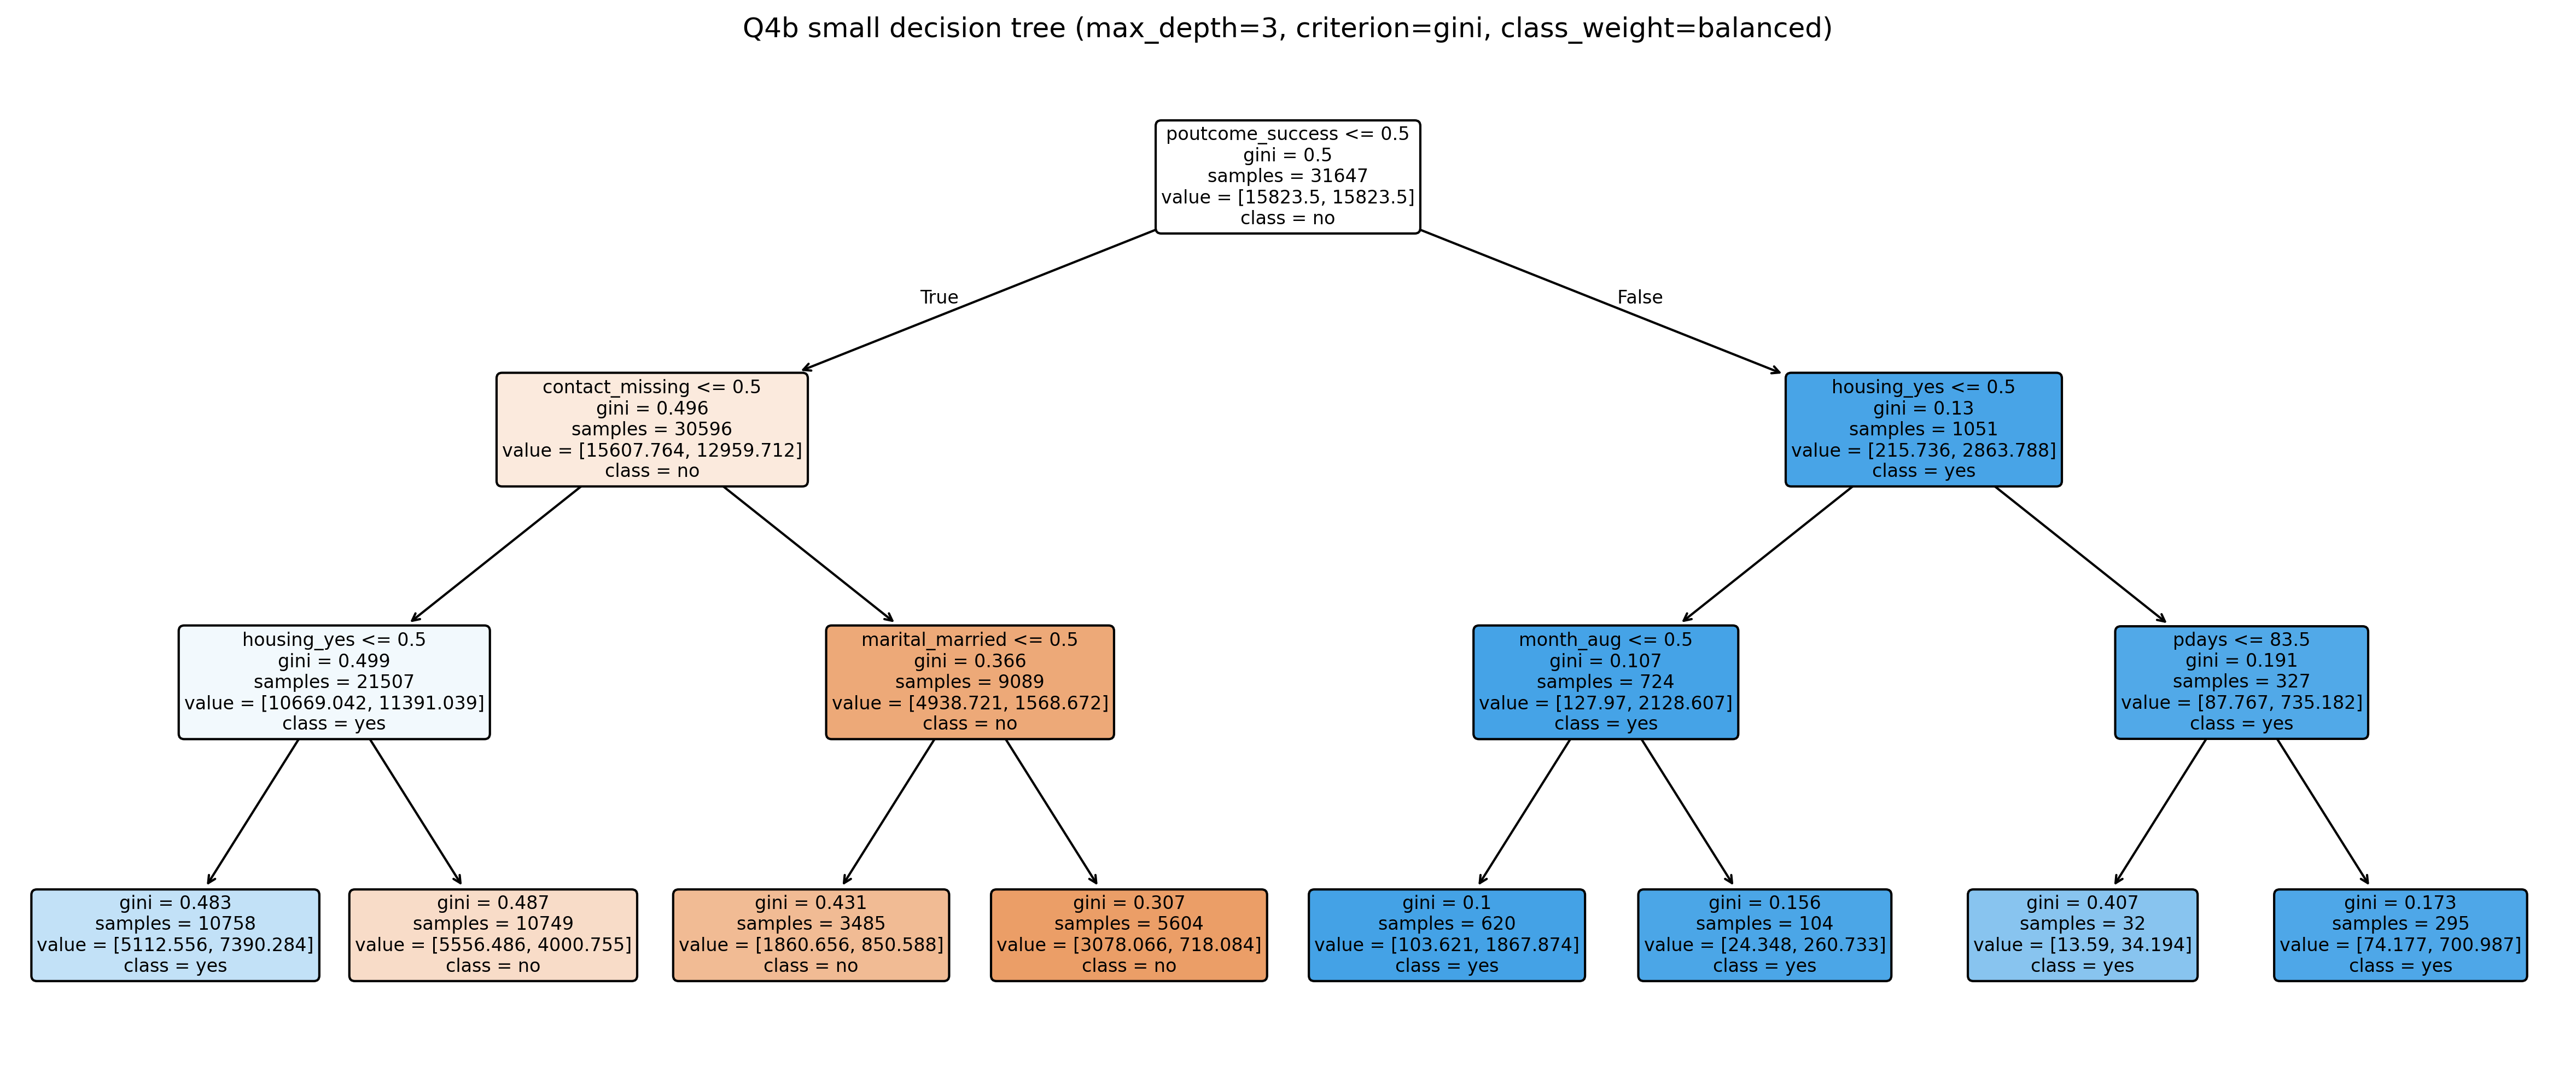 Q4b small decision tree (max_depth=3, criterion=gini, class_weight=balanced)
poutcome_success <= 0.5
gini = 0.5
samples = 31647
value = [15823.5, 15823.5]
class = no
True
False
contact_missing <= 0.5
gini = 0.496
samples = 30596
value = [15607.764, 12959.712]
class = no
housing_yes <= 0.5
gini = 0.13
samples = 1051
value = [215.736, 2863.788]
class = yes
housing_yes <= 0.5
gini = 0.499
samples = 21507
value = [10669.042, 11391.039]
class = yes
marital_married <= 0.5
gini = 0.366
samples = 9089
value = [4938.721, 1568.672]
class = no
month_aug <= 0.5
gini = 0.107
samples = 724
value = [127.97, 2128.607]
class = yes
pdays <= 83.5
gini = 0.191
samples = 327
value = [87.767, 735.182]
class = yes
gini = 0.483
samples = 10758
value = [5112.556, 7390.284]
class = yes
gini = 0.487
samples = 10749
value = [5556.486, 4000.755]
class = no
gini = 0.431
samples = 3485
value = [1860.656, 850.588]
class = no
gini = 0.307
samples = 5604
value = [3078.066, 718.084]
class = no
gini = 0.1
samples = 620
value = [103.621, 1867.874]
class = yes
gini = 0.156
samples = 104
value = [24.348, 260.733]
class = yes
gini = 0.407
samples = 32
value = [13.59, 34.194]
class = yes
gini = 0.173
samples = 295
value = [74.177, 700.987]
class = yes